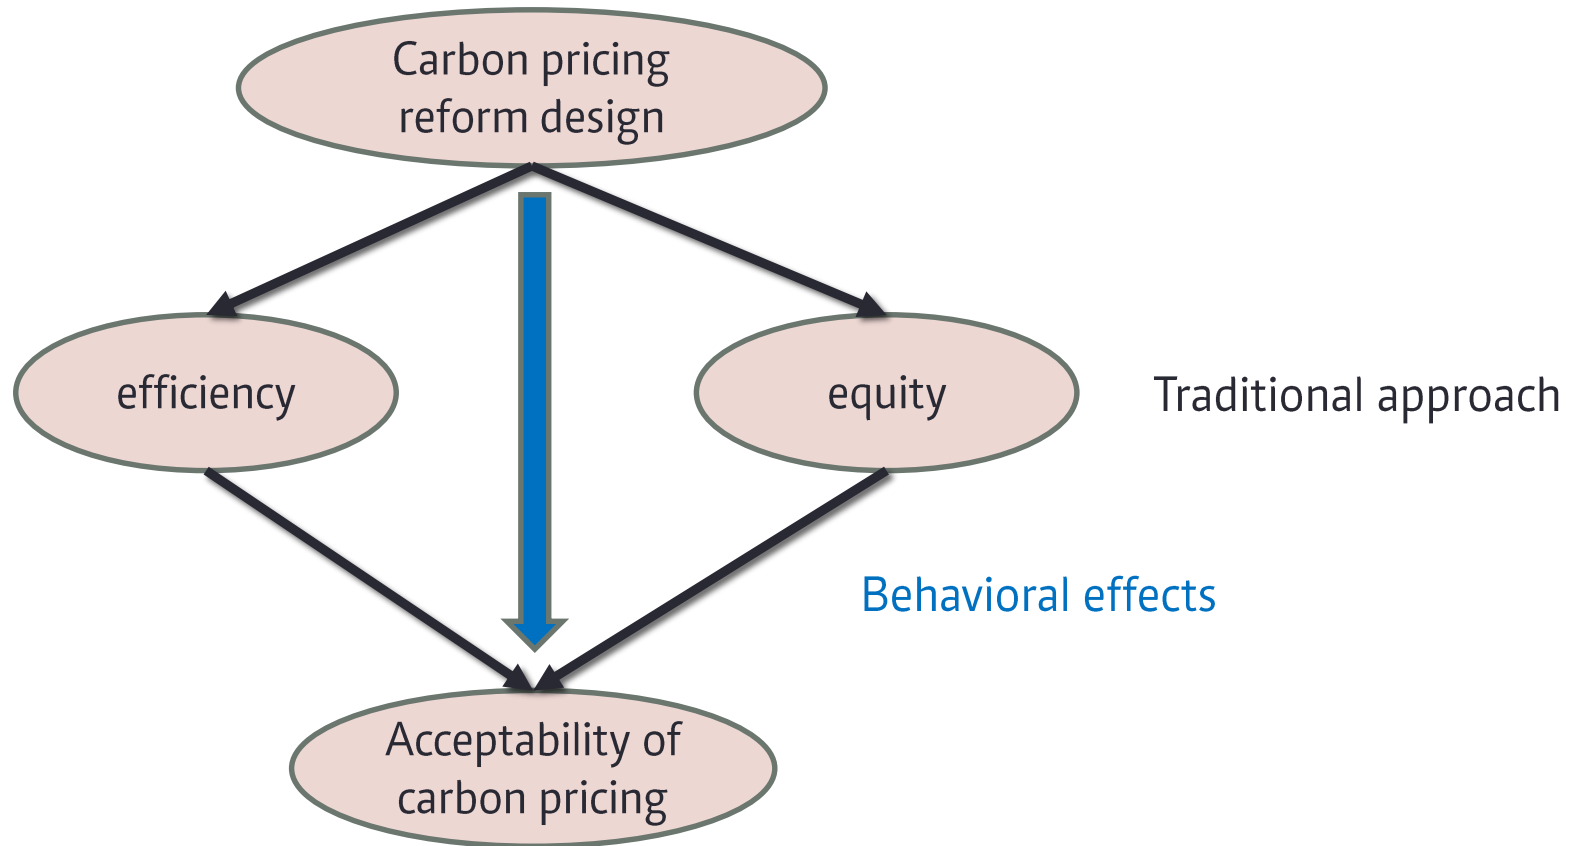 Carbon pricing
reform design
efficiency
equity
Traditional approach
Behavioral effects
Acceptability of
carbon pricing